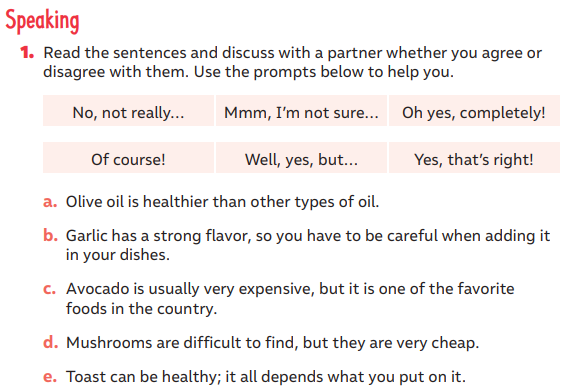 Speaking
1. Read the sentences and discuss with a partner whether you agree or
disagree with them. Use the prompts below to help you.
No, not really... Mmm, I'm not sure... Oh yes, completely!
Of course! Well, yes, but... Yes, that's right!
a. Olive oil is healthier than other types of oil.
b. Garlic has a strong flavor, so you have to be careful when adding it
in your dishes.
c. Avocado is usually very expensive, but it is one of the favorite
foods in the country.
d. Mushrooms are difficult to find, but they are very cheap.
e. Toast can be healthy; it all depends what you put on it.